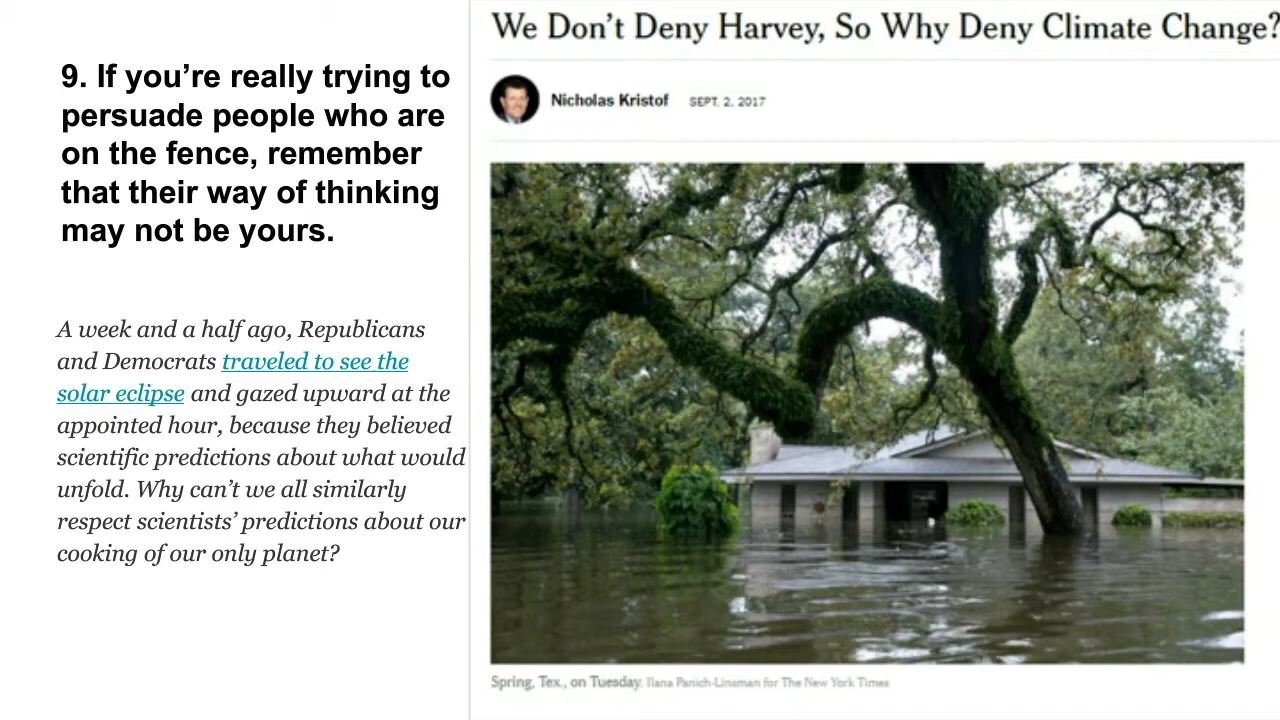 9. If you’re really trying to
persuade people who are
on the fence, remember
that their way of thinking
may not be yours.
A week and a half ago, Republicans
and Democrats traveled to see the
solar eclipse and gazed upward at the
appointed hour, because they believed
scientific predictions about what would
unfold. Why can’t we all similarly
respect scientists’ predictions about our
cooking of our only planet?
We Don’t Deny Harvey, So Why Deny Climate Change?
Nicholas Kristof SEPT. 2, 2017
Spring, Tex., on Tuesday. Ilana Panich-Linsman for The New York Times